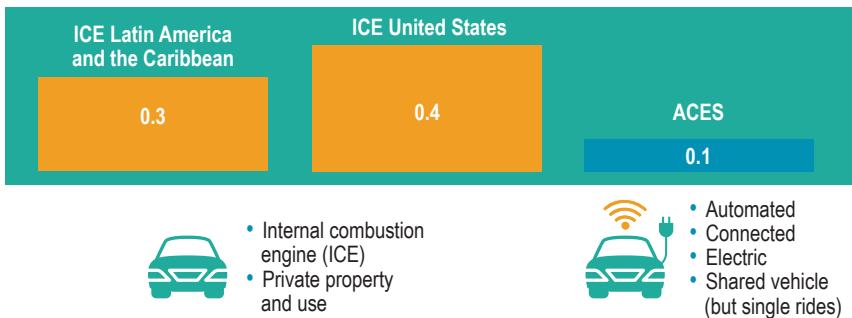 ICE Latin America
and the Caribbean
0.3
ICE United States
0.4
ACES
0.1
• Internal combustion
engine (ICE)
• Private property
and use
• Automated
• Connected
• Electric
• Shared vehicle
(but single rides)